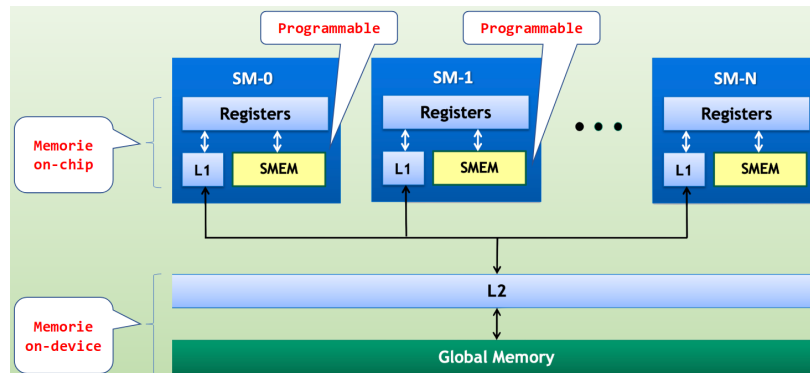 Programmable
Programmable
SM-0
SM-1
SM-N
Registers
Registers
Registers
Memorie
on-chip
L1
SMEM
L1
SMEM
L1
SMEM
L2
Memorie
on-device
Global Memory